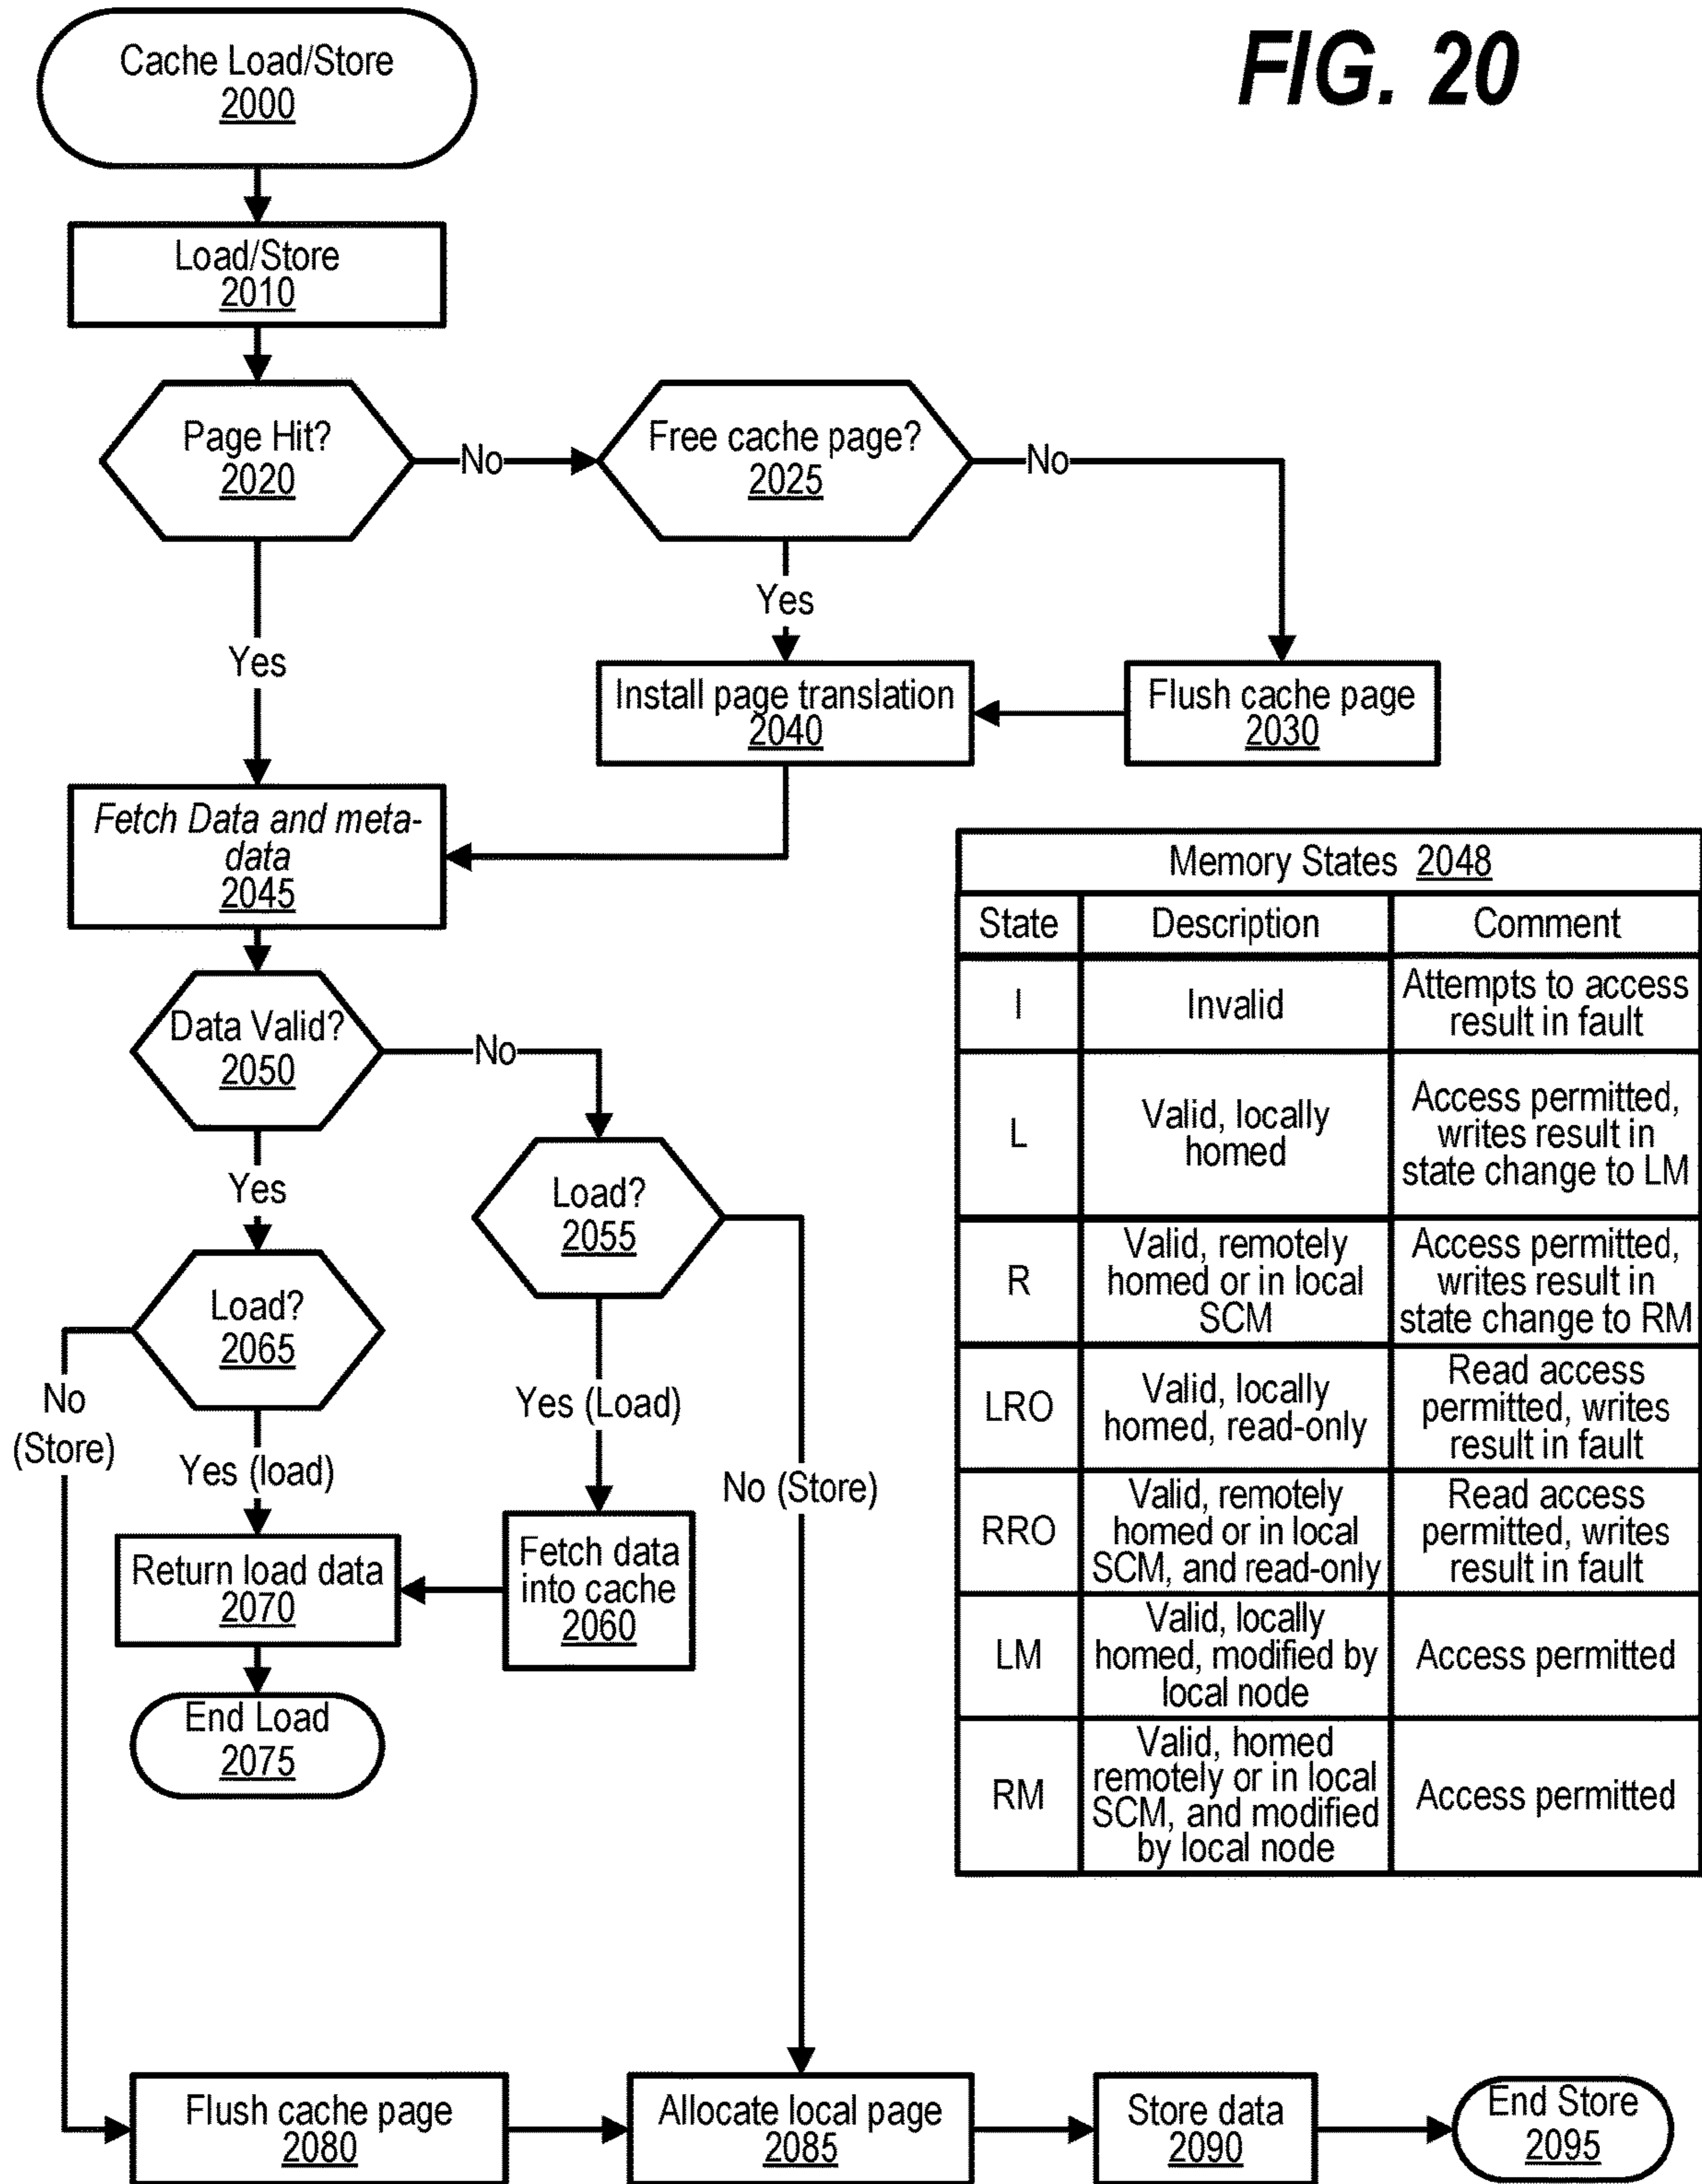 FIG. 20
Cache Load/Store
2000
Load/Store
2010
Page Hit?
2020
No
Free cache page?
2025
No
Yes
Yes
Install page translation
2040
Flush cache page
2030
Fetch Data and meta-
data
2045
Data Valid?
2050
No
Yes
Load?
2055
Load?
2065
No
(Store)
Yes (load)
Yes (Load)
No (Store)
Return load data
2070
Fetch data
into cache
2060
End Load
2075
Memory States 2048
State
Description
Comment
I
Invalid
Attempts to access
result in fault
L
Valid, locally
homed
Access permitted,
writes result in
state change to LM
R
Valid, remotely
homed or in local
SCM
Access permitted,
writes result in
state change to RM
LRO
Valid, locally
homed, read-only
Read access
permitted, writes
result in fault
RRO
Valid, remotely
homed or in local
SCM, and read-only
Read access
permitted, writes
result in fault
LM
Valid, locally
homed, modified by
local node
Access permitted
RM
Valid, homed
remotely or in local
SCM, and modified
by local node
Access permitted
Flush cache page
2080
Allocate local page
2085
Store data
2090
End Store
2095